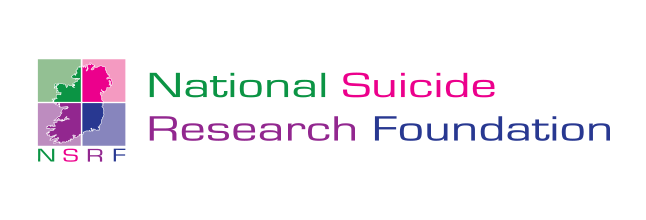 National Suicide
Research Foundation
NSRF